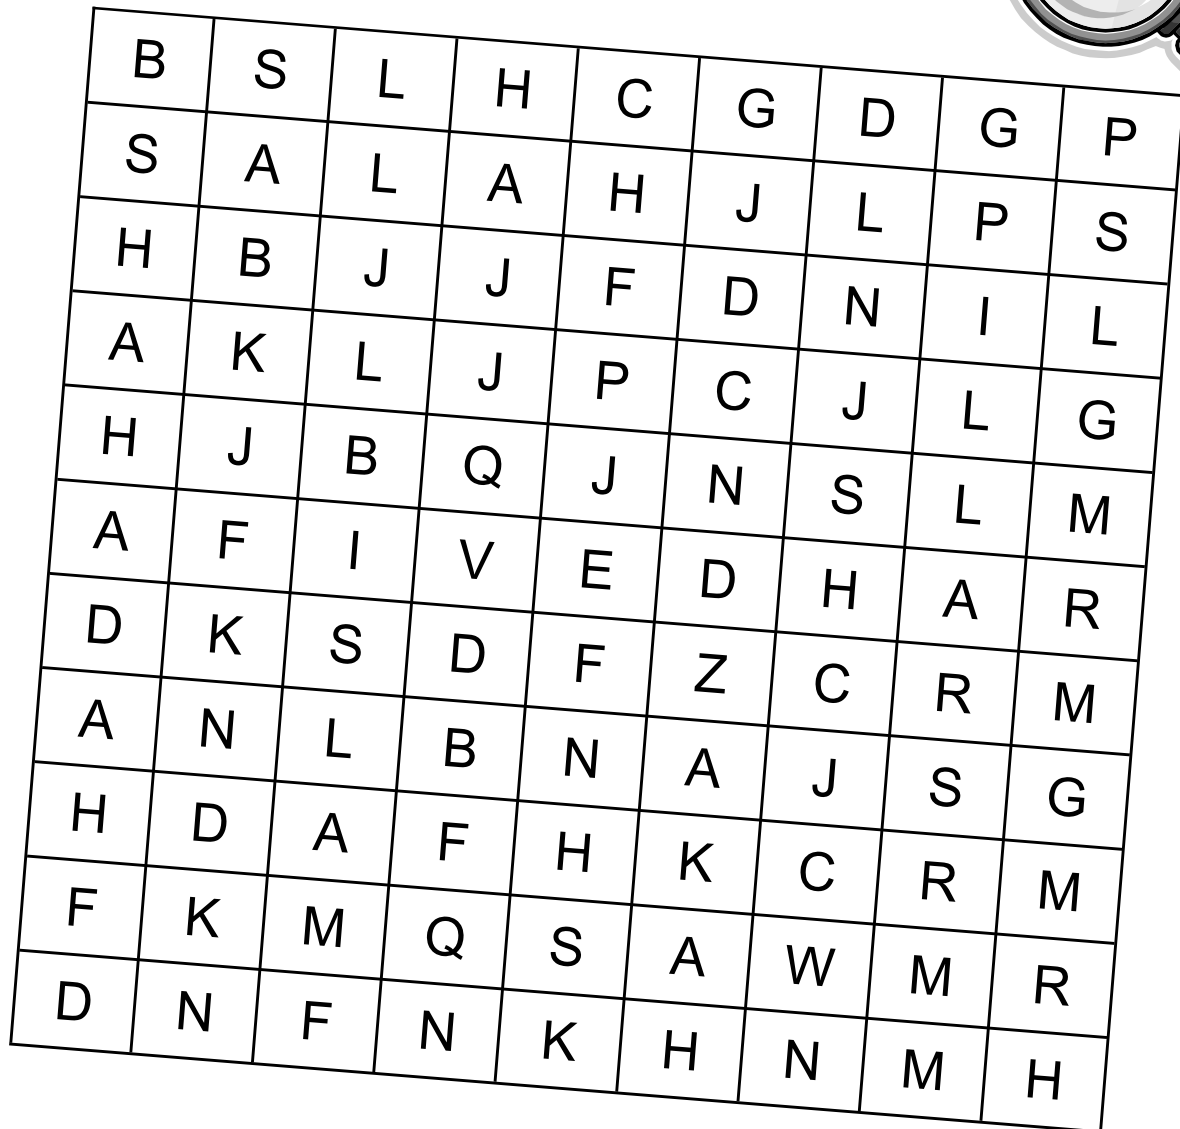 B S L H C G D G P
S A L A H J L P S
H B J J F D N I L
A K L J P C J L G
H J B Q J N S L M
A F I V E D H A R
D K S D F Z C R M
A N L B N A J S G
H D A F H K C R M
F K M Q S A W M R
D N F N K H N M H